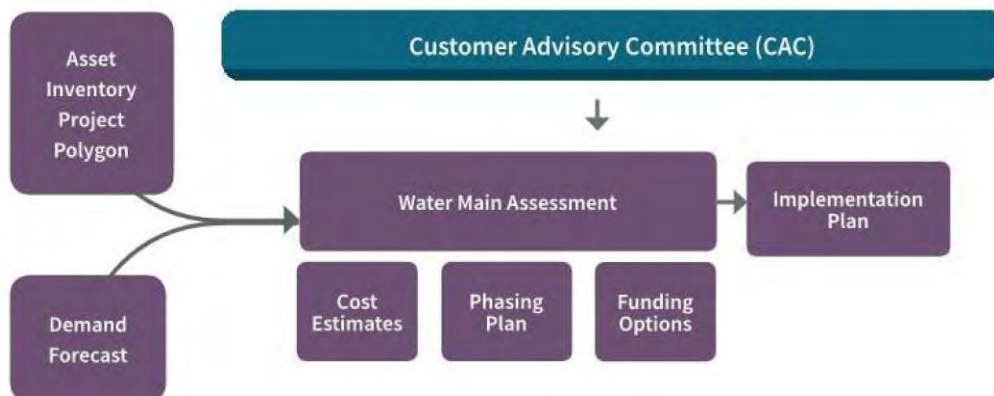 Asset
Inventory
Project
Polygon
Customer Advisory Committee (CAC)
Water Main Assessment
Implementation
Plan
Cost
Estimates
Phasing
Plan
Funding
Options
Demand
Forecast